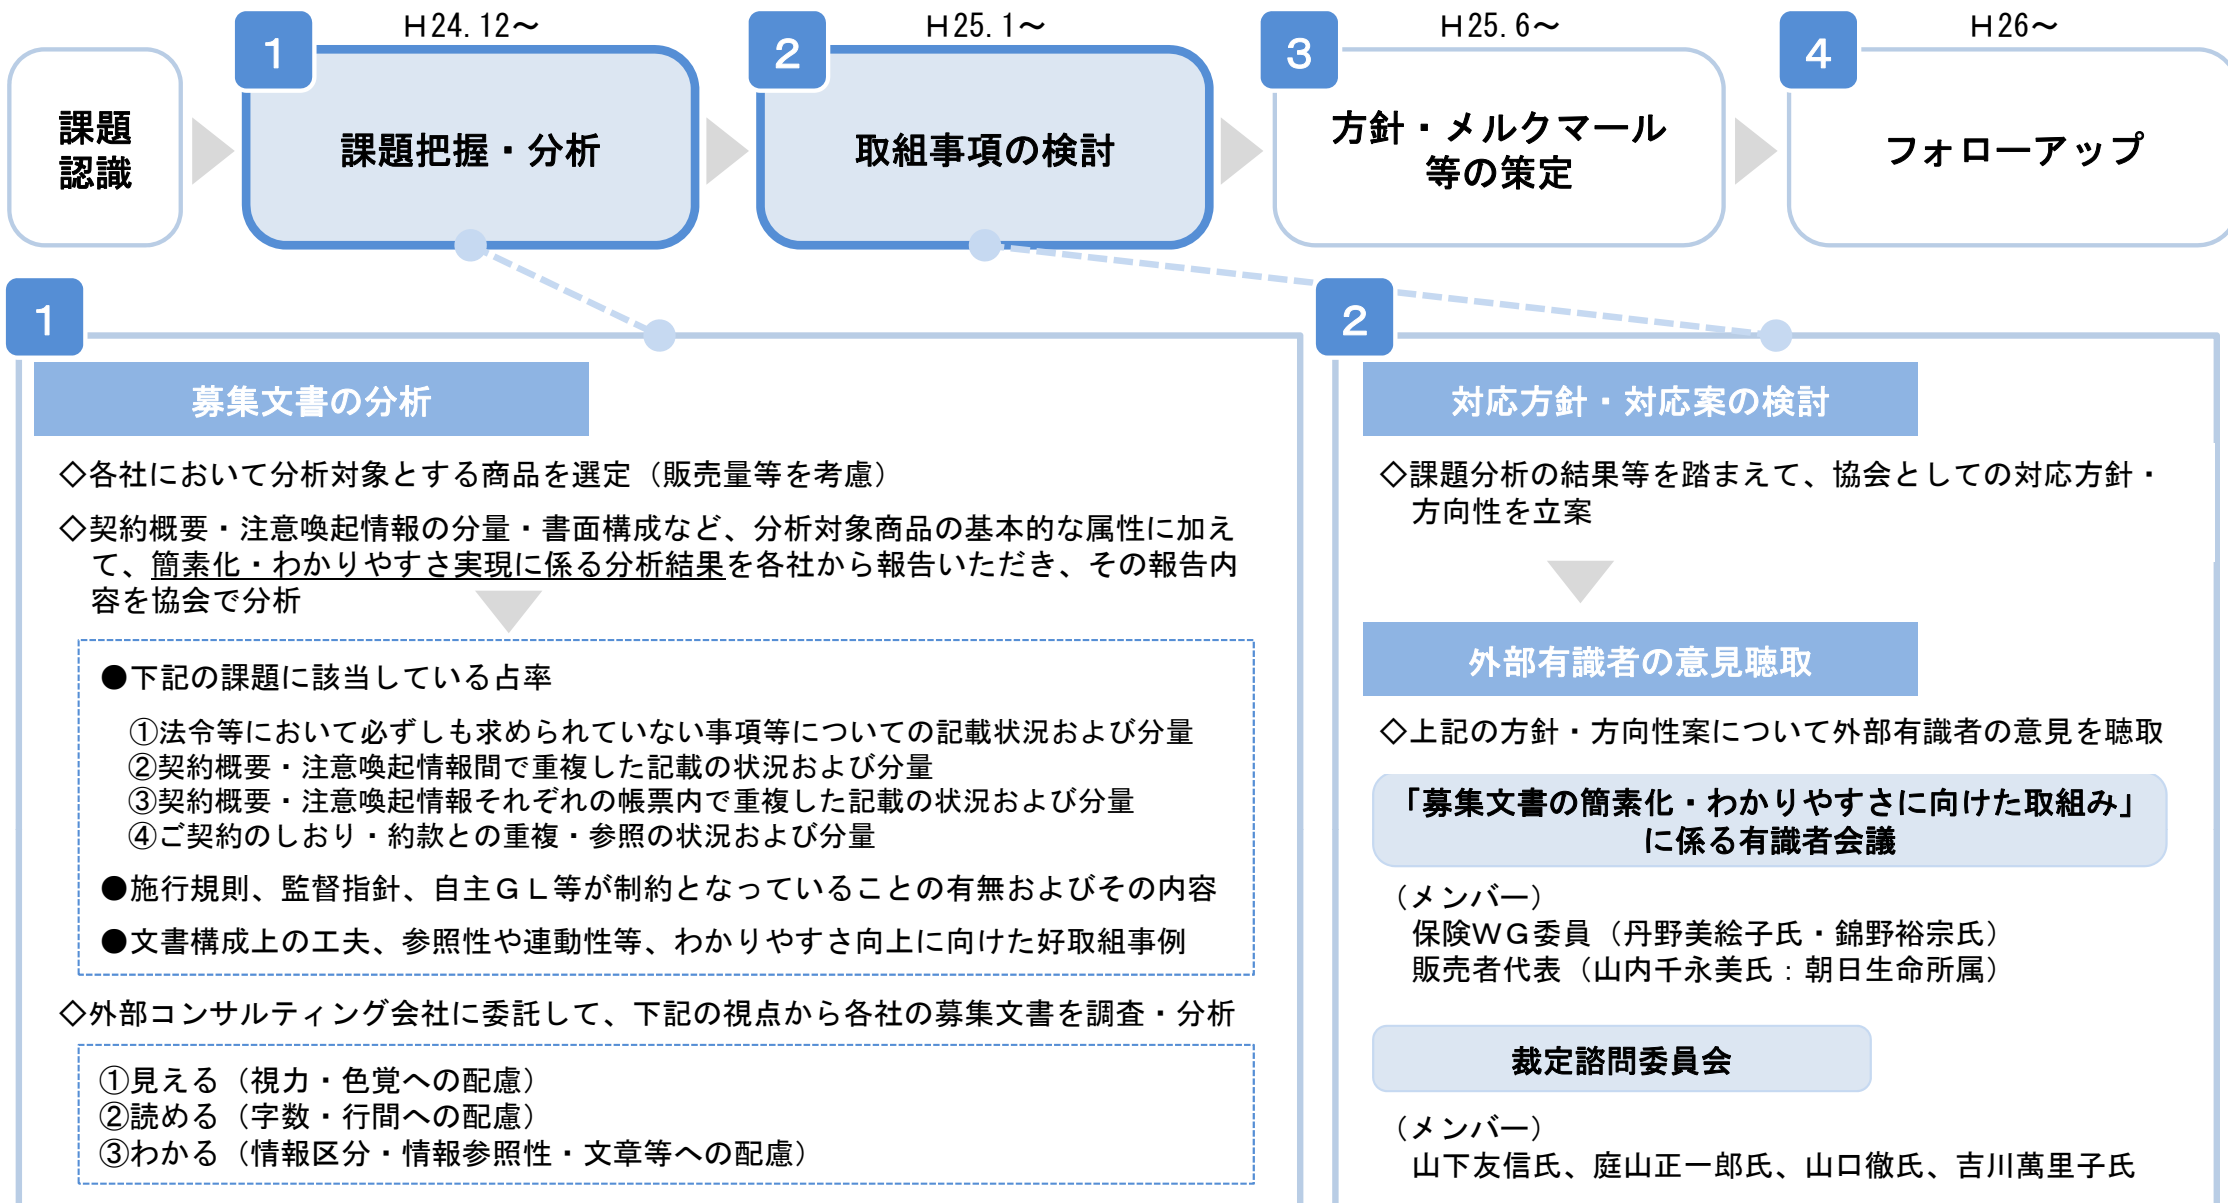 課題
認識
1
H24.12～
課題把握・分析
2
H25.1～
取組事項の検討
3
H25.6～
方針・メルクマール
等の策定
4
H26～
フォローアップ
1
募集文書の分析
◇各社において分析対象とする商品を選定（販売量等を考慮）
◇契約概要・注意喚起情報の分量・書面構成など、分析対象商品の基本的な属性に加え
て、簡素化・わかりやすさ実現に係る分析結果を各社から報告いただき、その報告内
容を協会で分析
●下記の課題に該当している占率
①法令等において必ずしも求められていない事項等についての記載状況および分量
②契約概要・注意喚起情報間で重複した記載の状況および分量
③契約概要・注意喚起情報それぞれの帳票内で重複した記載の状況および分量
④ご契約のしおり・約款との重複・参照の状況および分量
●施行規則、監督指針、自主ＧＬ等が制約となっていることの有無およびその内容
●文書構成上の工夫、参照性や連動性等、わかりやすさ向上に向けた好取組事例
◇外部コンサルティング会社に委託して、下記の視点から各社の募集文書を調査・分析
①見える（視力・色覚への配慮）
②読める（字数・行間への配慮）
③わかる（情報区分・情報参照性・文章等への配慮）
2
対応方針・対応案の検討
◇課題分析の結果等を踏まえて、協会としての対応方針・
方向性を立案
外部有識者の意見聴取
◇上記の方針・方向性案について外部有識者の意見を聴取
「募集文書の簡素化・わかりやすさに向けた取組み」
に係る有識者会議
（メンバー）
保険ＷＧ委員（丹野美絵子氏・錦野裕宗氏）
販売者代表（山内千永美氏：朝日生命所属）
裁定諮問委員会
（メンバー）
山下友信氏、庭山正一郎氏、山口徹氏、吉川萬里子氏